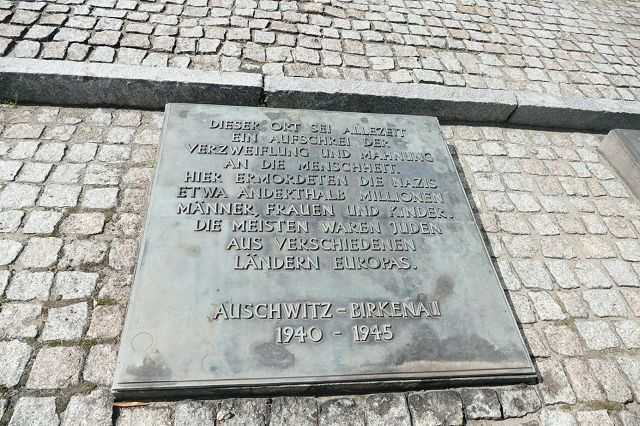 DIESER ORT SEI ALLEZEIT
EIN AUFSCHREI DER
VERZWEIFLUNG UND MAHNUNG
AN DIE MENSCHHEIT.
HIER ERMORDETEN DIE NAZIS
ETWA ANDERTHALB MILLIONEN
MÄNNER, FRAUEN UND KINDER.
DIE MEISTEN WAREN JUDEN
AUS VERSCHIEDENEN
LÄNDERN EUROPAS.
AUSCHWITZ-BIRKENAU
1940 - 1945